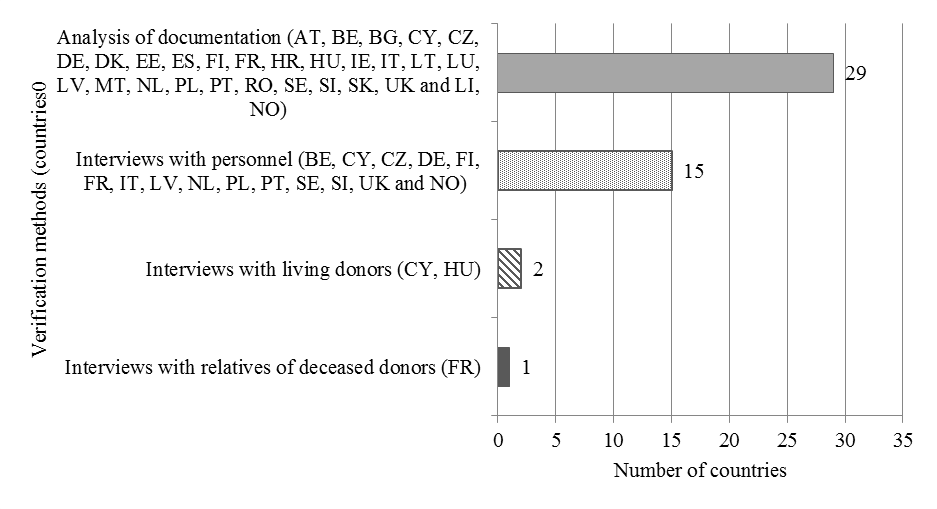 Verification methods (countries0
Analysis of documentation (AT, BE, BG, CY, CZ,
DE, DK, EE, ES, FI, FR, HR, HU, IE, IT, LT, LU,
LV, MT, NL, PL, PT, RO, SE, SI, SK, UK and LI,
NO)
29
Interviews with personnel (BE, CY, CZ, DE, FI,
FR, IT, LV, NL, PL, PT, SE, SI, UK and NO)
15
Interviews with living donors (CY, HU)
2
Interviews with relatives of deceased donors (FR)
1
0 5 10 15 20 25 30 35
Number of countries